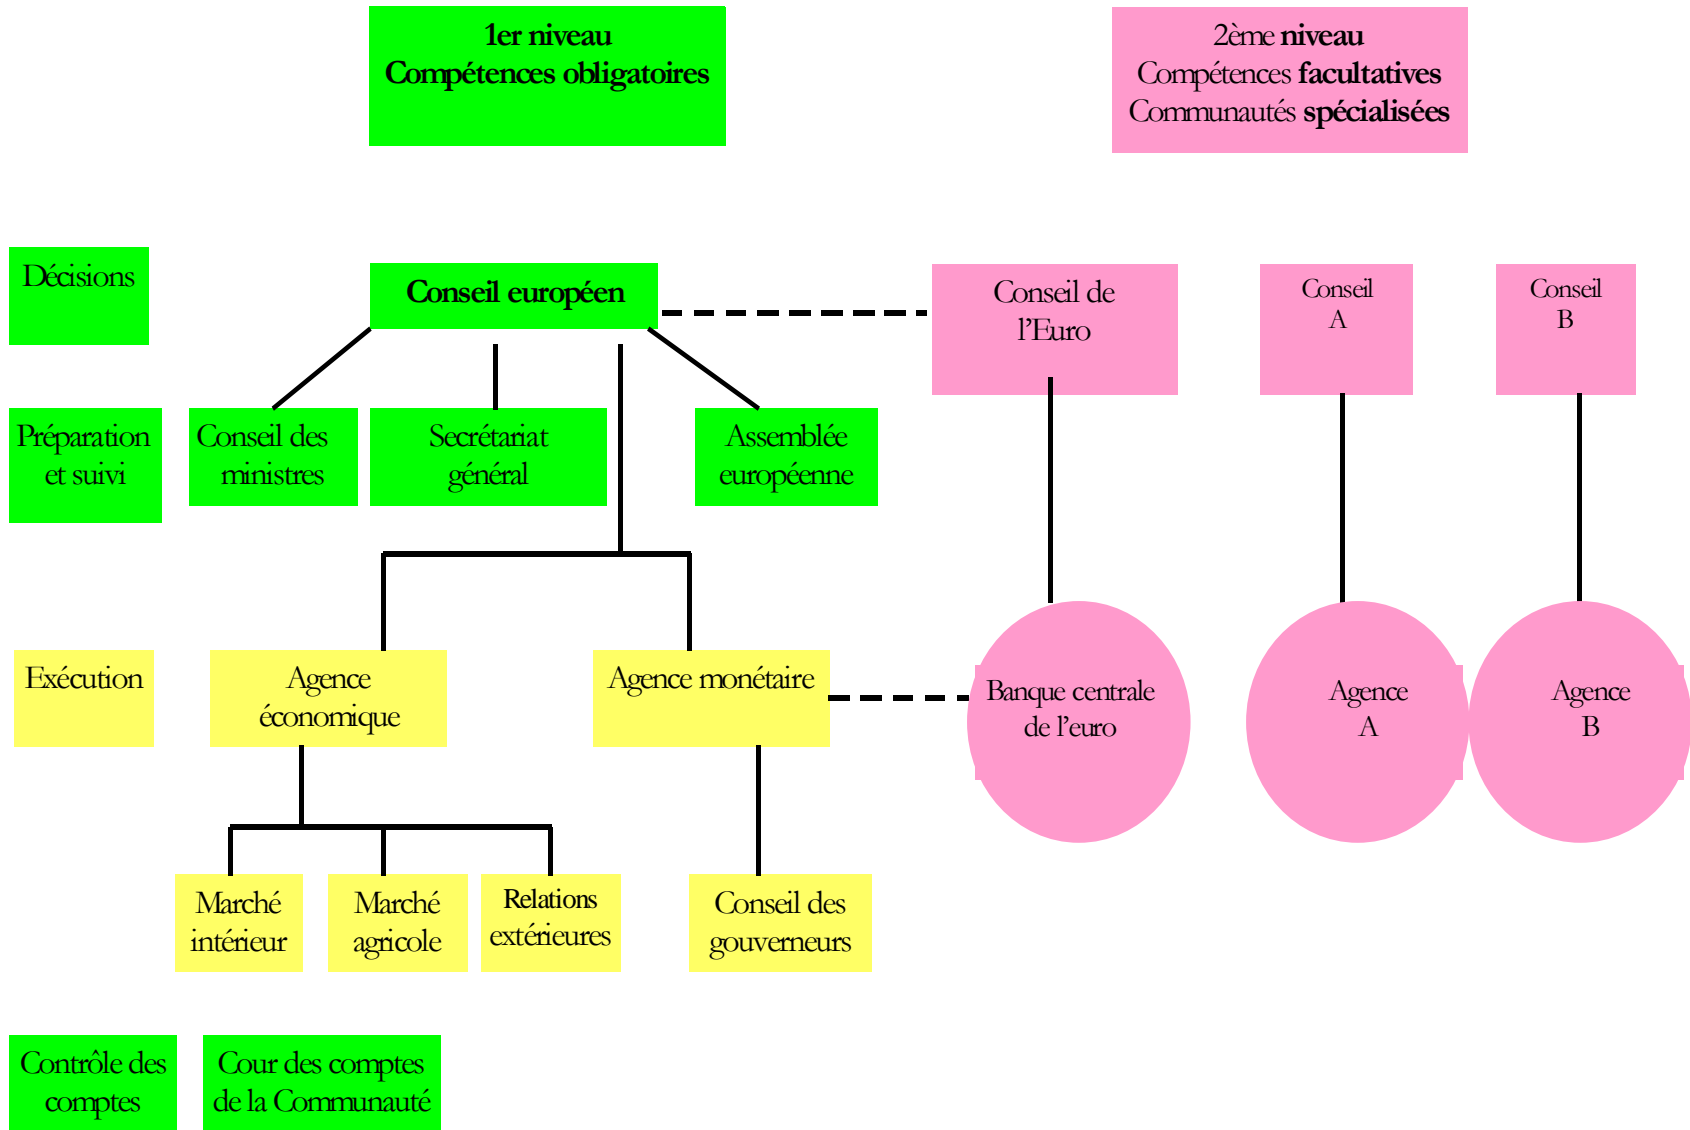 1er niveau
Compétences obligatoires
2ème niveau
Compétences facultatives
Communautés spécialisées
Décisions
Conseil européen
Conseil de
l'Euro
Conseil
A
Conseil
B
Préparation
et suivi
Conseil des
ministres
Secrétariat
général
Assemblée
européenne
Exécution
Agence
économique
Agence monétaire
Banque centrale
de l'euro
Agence
A
Agence
B
Marché
intérieur
Marché
agricole
Relations
extérieures
Conseil des
gouverneurs
Contrôle des
comptes
Cour des comptes
de la Communauté